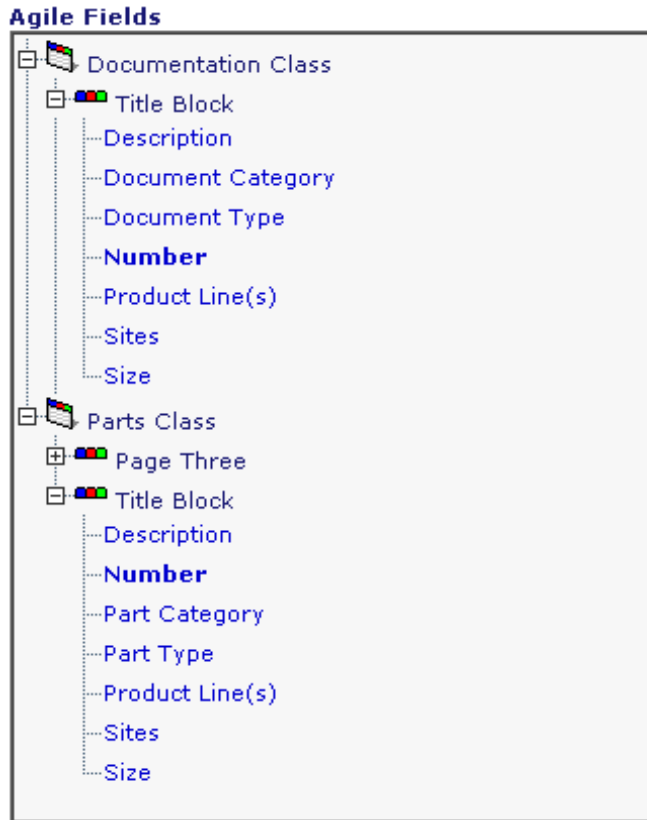 Agile Fields
Documentation Class
Title Block
Description
Document Category
Document Type
Number
Product Line(s)
Sites
Size
Parts Class
Page Three
Title Block
Description
Number
Part Category
Part Type
Product Line(s)
Sites
Size